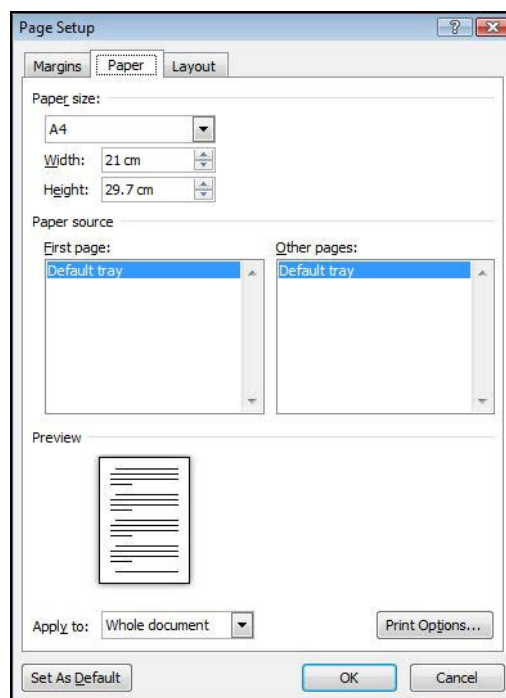 Page Setup
Margins Paper Layout
Paper size:
A4
Width: 21 cm
Height: 29.7 cm
Paper source
First page: Other pages:
Default tray Default tray
Preview
Apply to: Whole document Print Options...
Set As Default OK Cancel